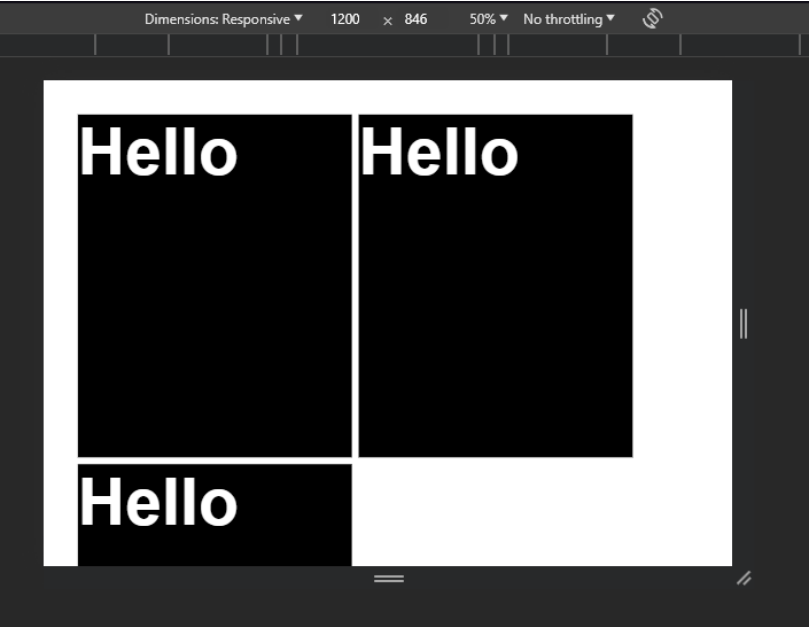 Dimensions: Responsive 1200 × 846 50% No throttling
Hello Hello
Hello